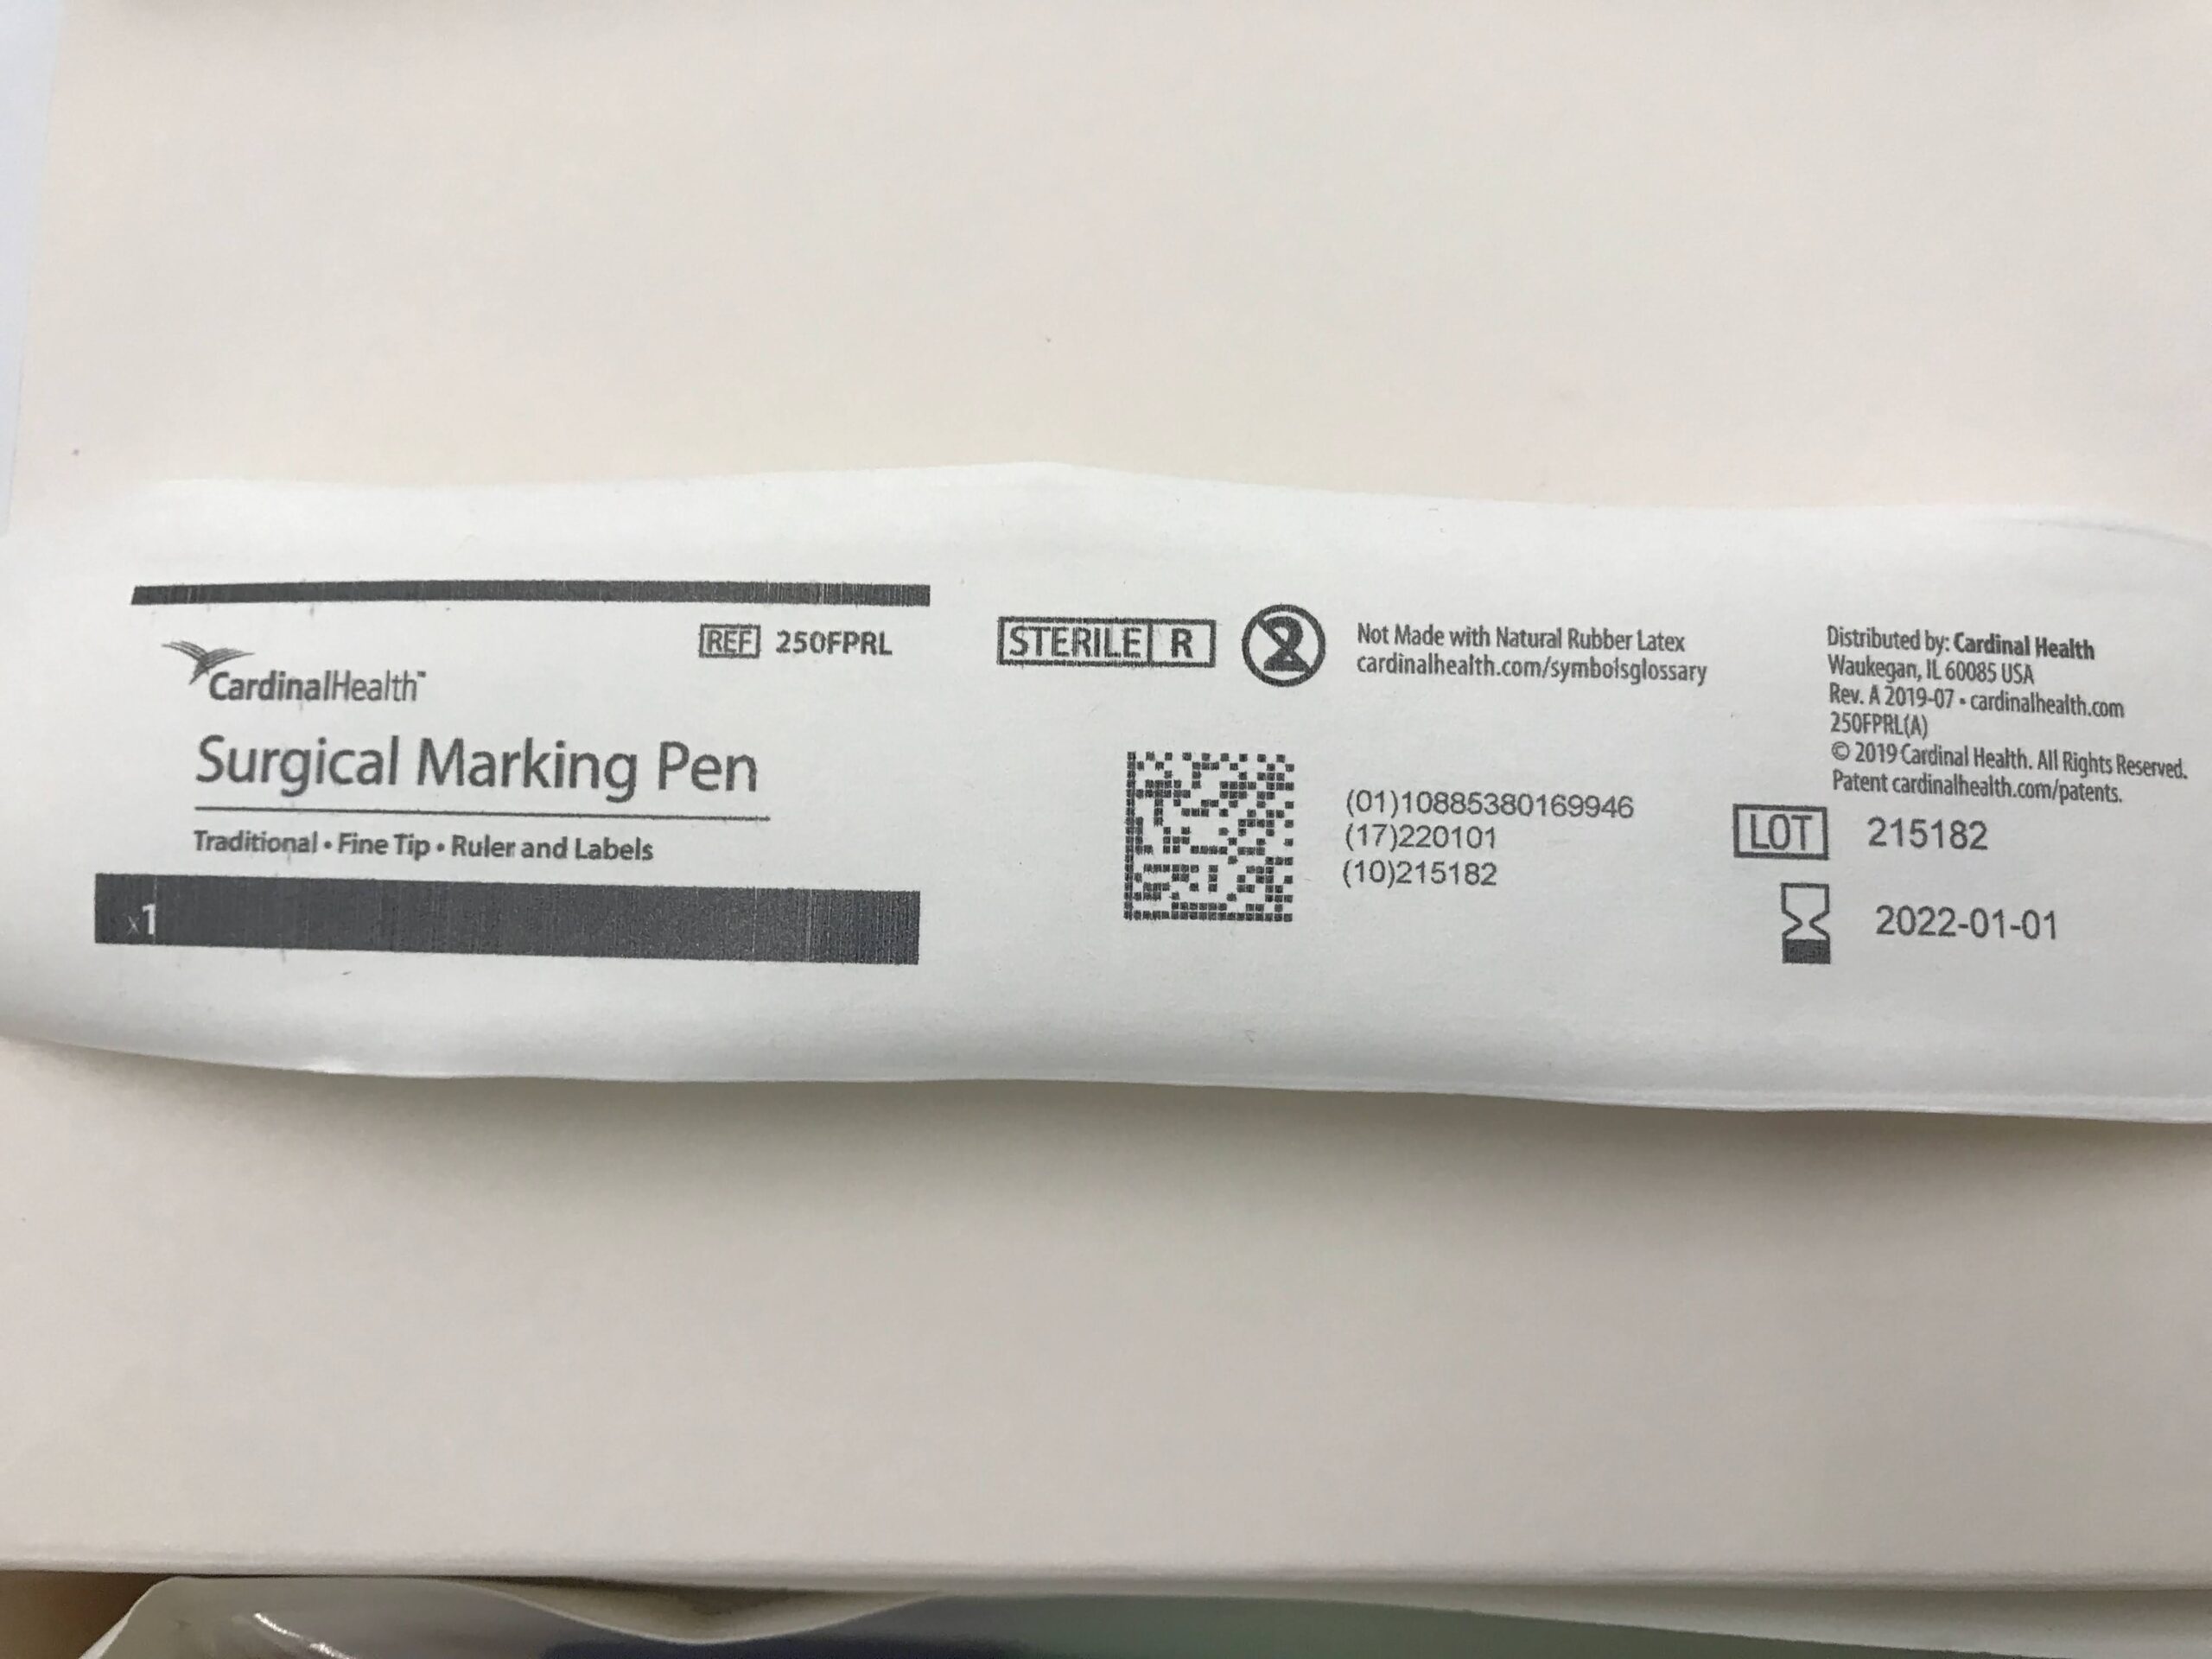 CardinalHealth™
REF 250FPRL
Surgical Marking Pen
Traditional • Fine Tip • Ruler and Labels
x1
STERILE R
2
Not Made with Natural Rubber Latex
cardinalhealth.com/symbolsglossary
(01)10885380169946
(17)220101
(10)215182
Distributed by: Cardinal Health
Waukegan, IL 60085 USA
Rev. A 2019-07 • cardinalhealth.com
250FPRL(A)
© 2019 Cardinal Health. All Rights Reserved.
Patent cardinalhealth.com/patents.
LOT 215182
2022-01-01